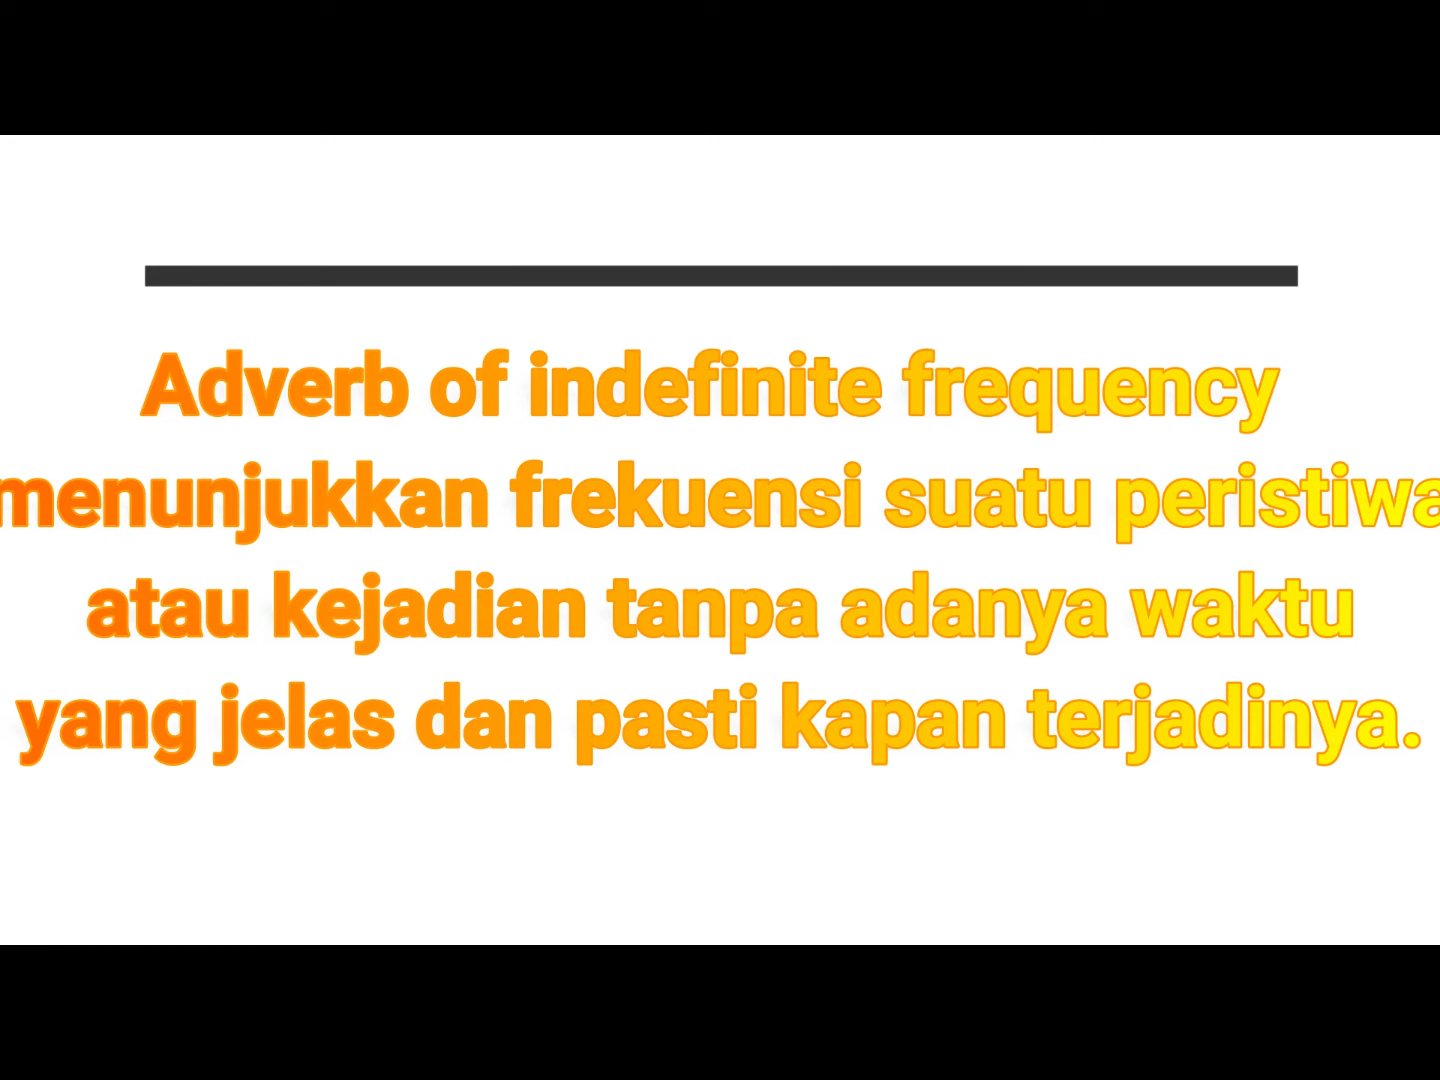 Adverb of indefinite frequency
menunjukkan frekuensi suatu peristiwa
atau kejadian tanpa adanya waktu
yang jelas dan pasti kapan terjadinya.